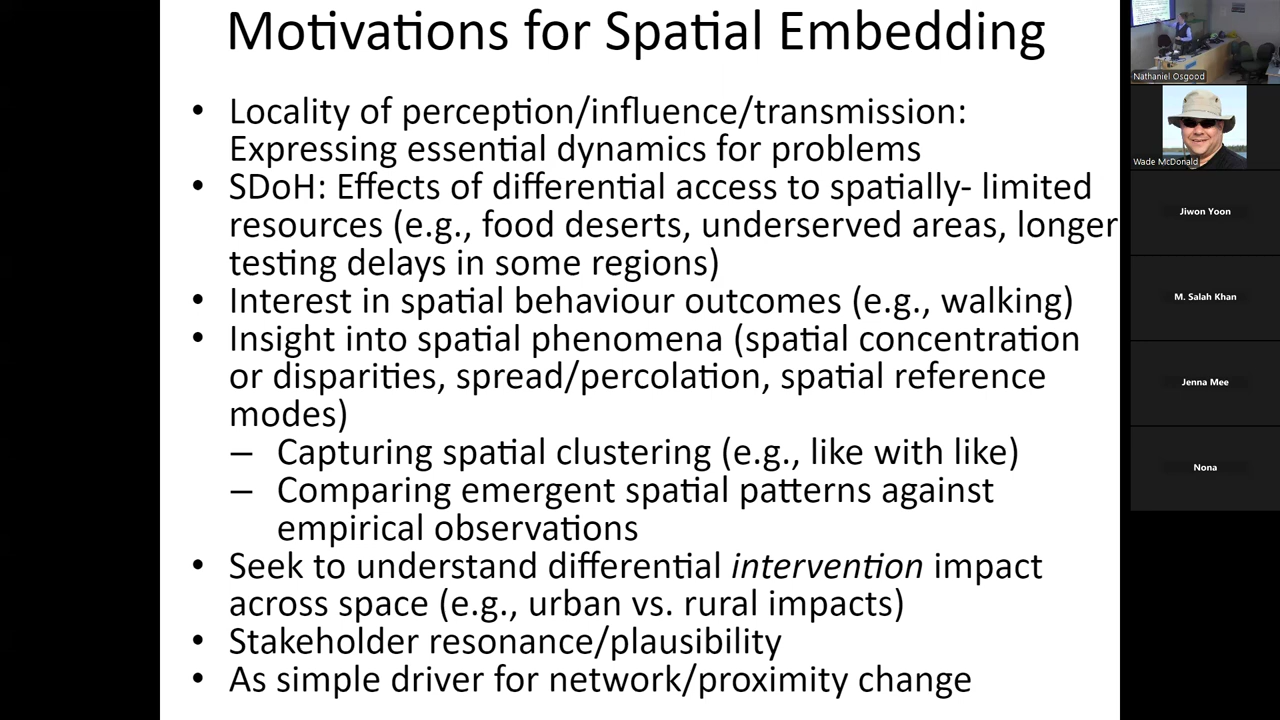 Motivations for Spatial Embedding
• Locality of perception/influence/transmission:
Expressing essential dynamics for problems
• SDoH: Effects of differential access to spatially- limited
resources (e.g., food deserts, underserved areas, longer
testing delays in some regions)
• Interest in spatial behaviour outcomes (e.g., walking)
• Insight into spatial phenomena (spatial concentration
or disparities, spread/percolation, spatial reference
modes)
– Capturing spatial clustering (e.g., like with like)
– Comparing emergent spatial patterns against
empirical observations
• Seek to understand differential intervention impact
across space (e.g., urban vs. rural impacts)
• Stakeholder resonance/plausibility
• As simple driver for network/proximity change
Nathaniel Osgood
Wade McDonald
Jiwon Yoon
M. Salah Khan
Jenna Mee
Nona